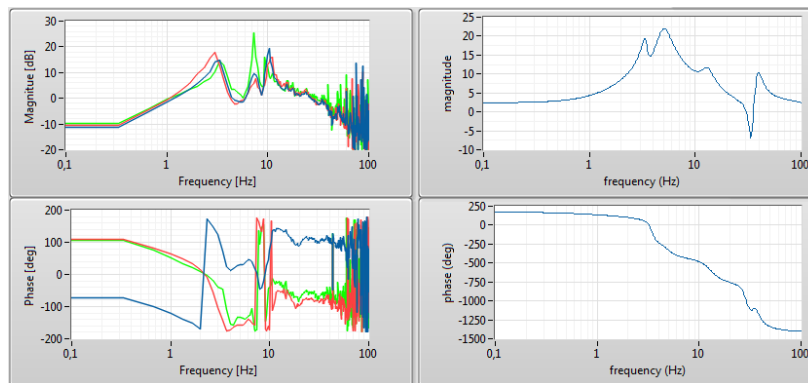 Magnitue [dB]
30
20
10
0
-10
-20
0,1 1 10 100
Frequency [Hz]
magnitude
25
20
15
10
5
0
-5
-10
0,1 1 10 100
frequency (Hz)
Phase [deg]
200
100
0
-100
-200
0,1 1 10 100
Frequency [Hz]
phase (deg)
250
0
-250
-500
-750
-1000
-1250
-1500
0,1 1 10 100
frequency (Hz)